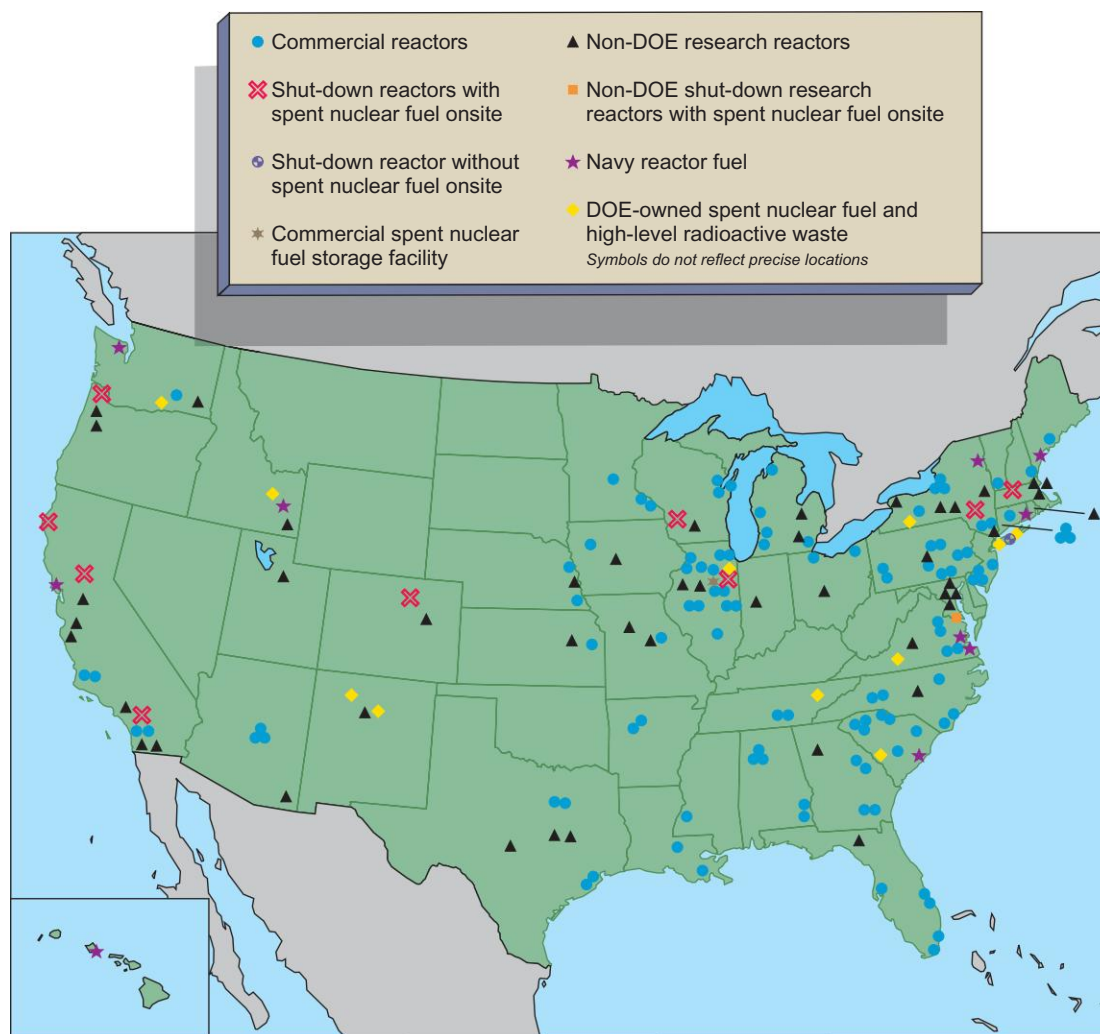 Commercial reactors
Shut-down reactors with
spent nuclear fuel onsite
Shut-down reactor without
spent nuclear fuel onsite
Commercial spent nuclear
fuel storage facility
Non-DOE research reactors
Non-DOE shut-down research
reactors with spent nuclear fuel onsite
Navy reactor fuel
DOE-owned spent nuclear fuel and
high-level radioactive waste
Symbols do not reflect precise locations